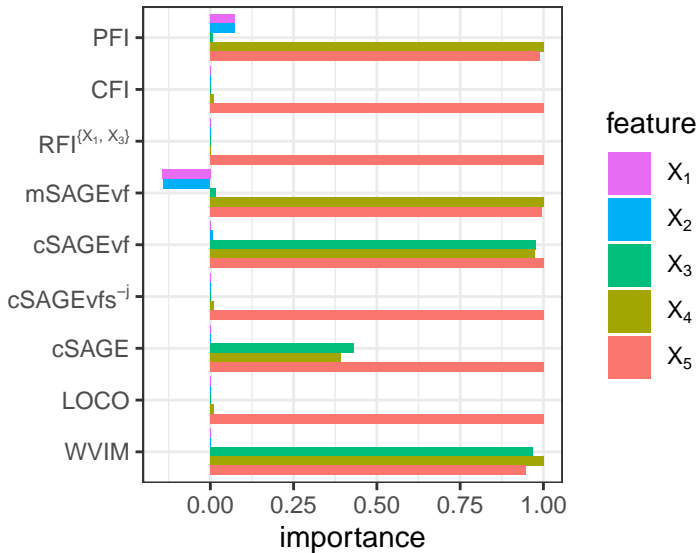 PFI
CFI
RFI^{X₁, X₃}
mSAGEvf
cSAGEvf
cSAGEvfs⁻ʲ
cSAGE
LOCO
WVIM
0.00 0.25 0.50 0.75 1.00
importance
feature
X₁
X₂
X₃
X₄
X₅